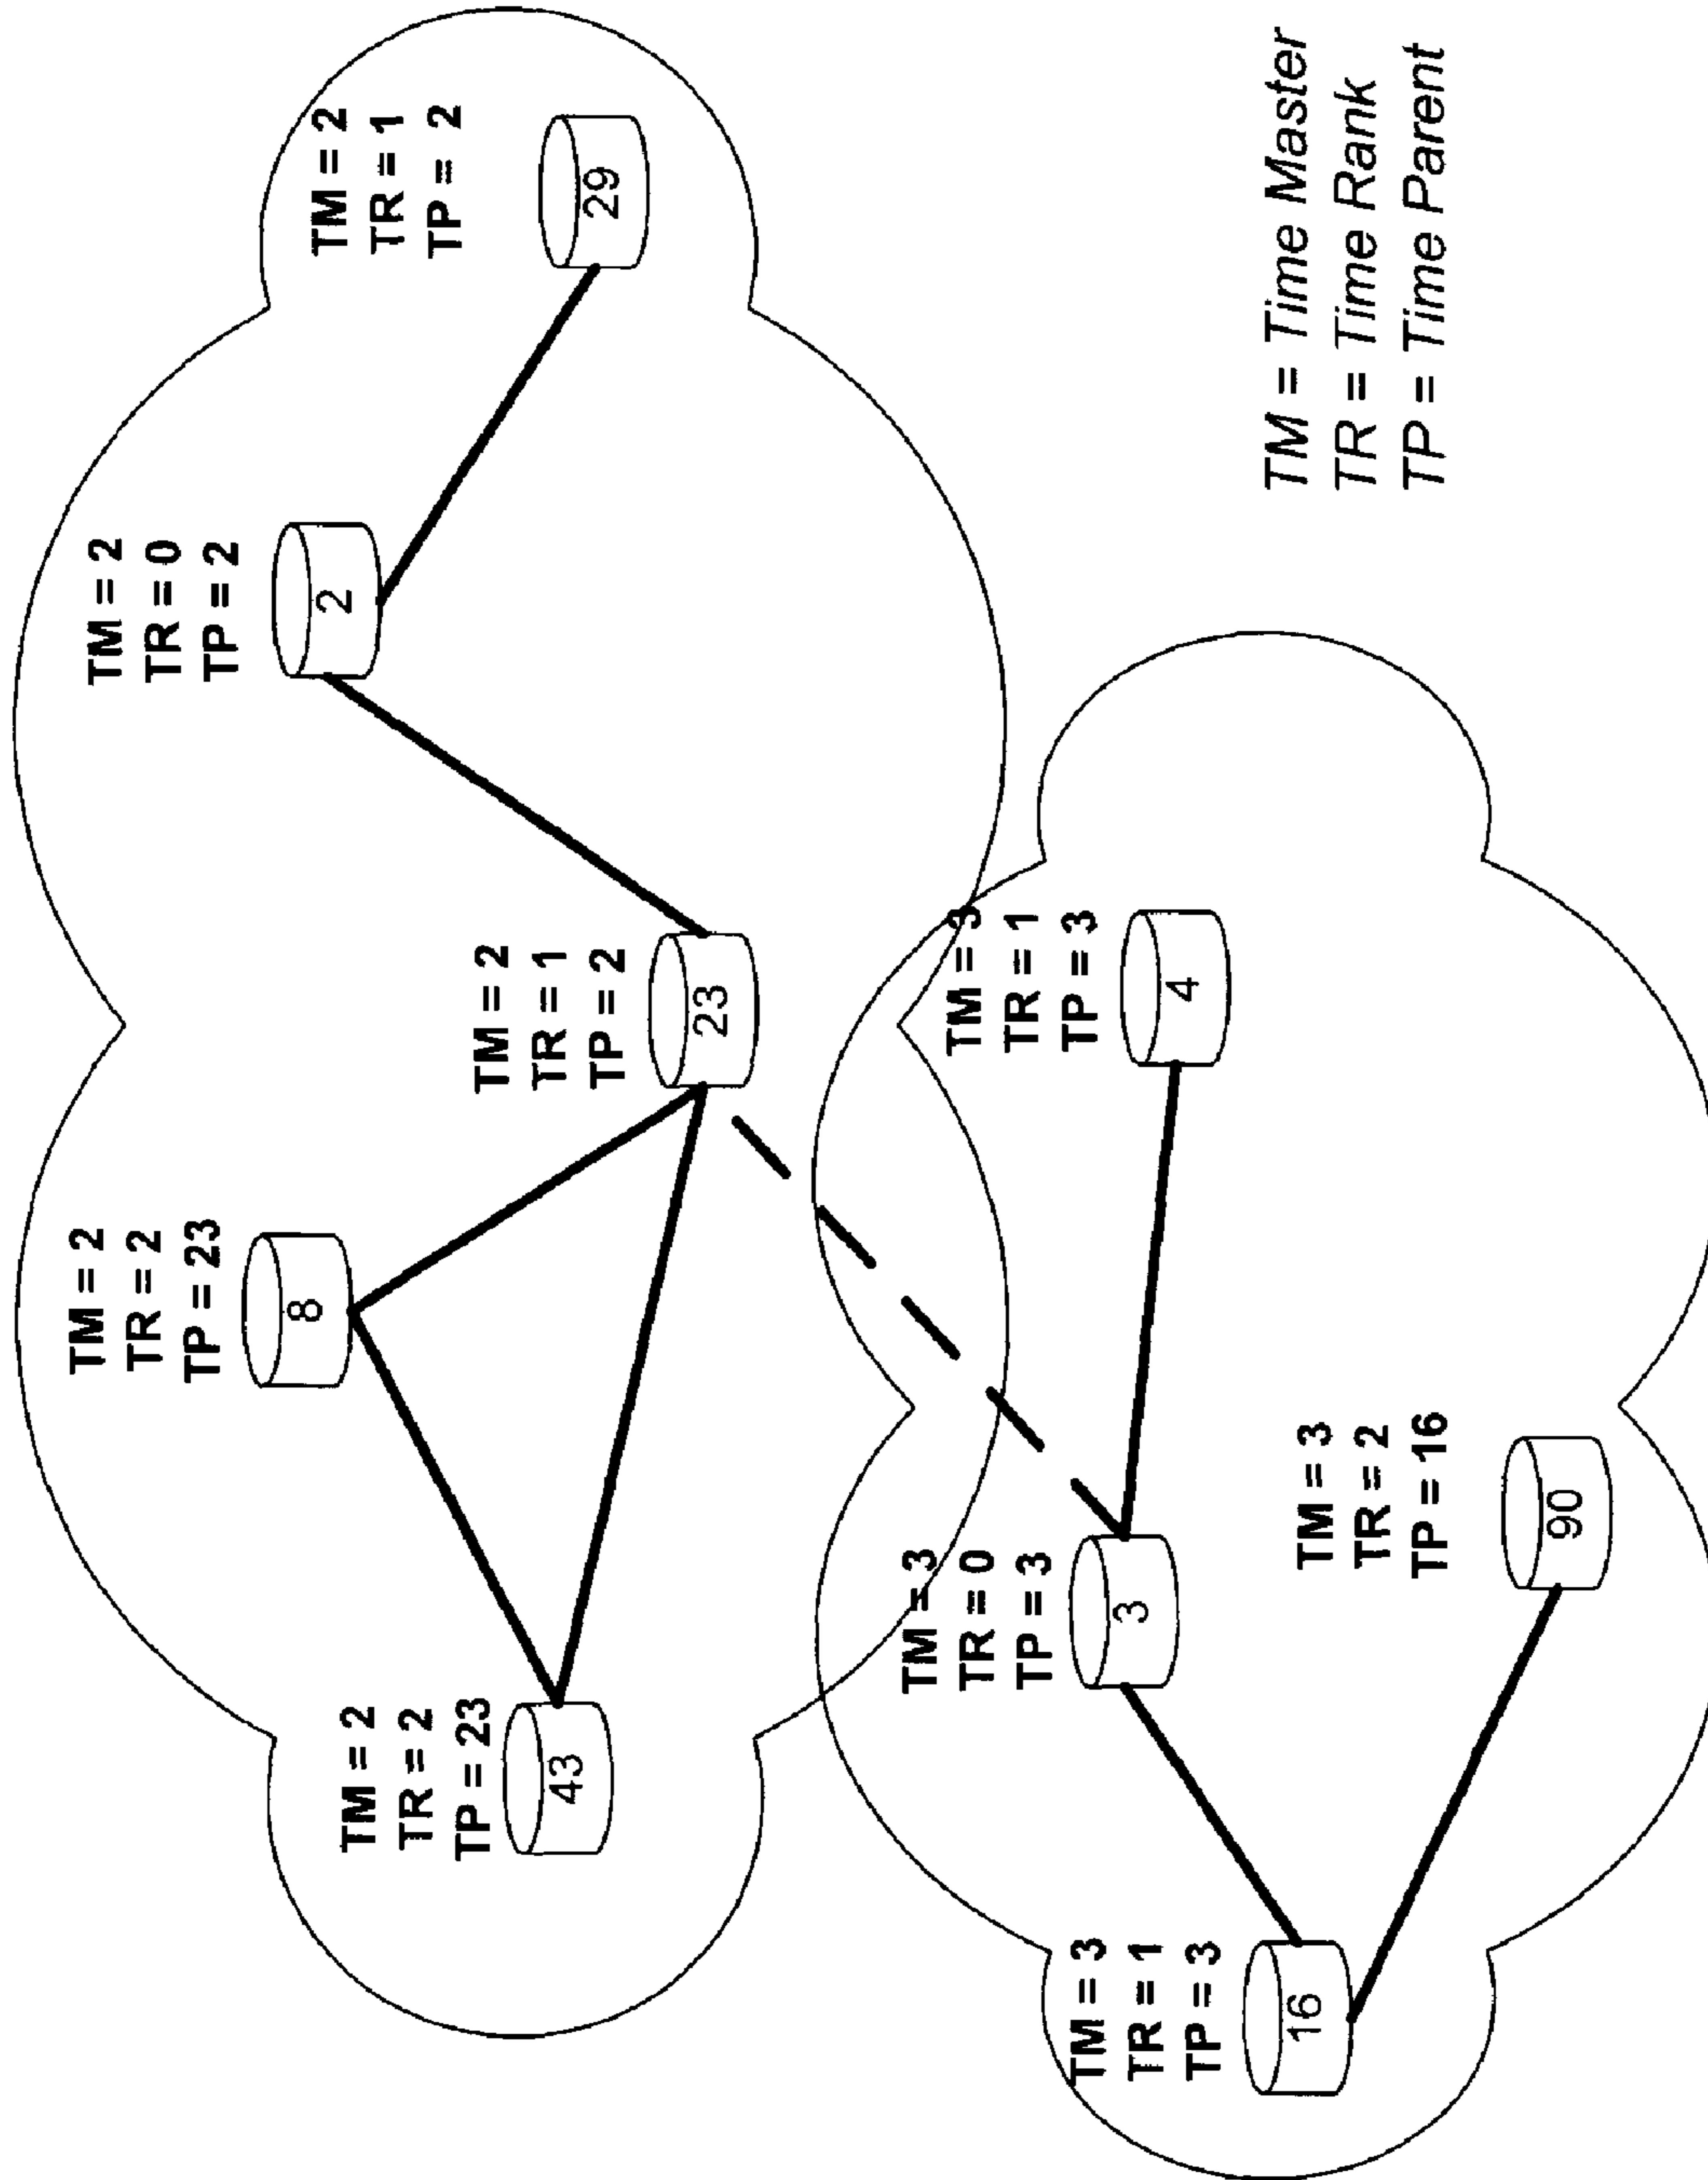 TM = 2
TR = 2
TP = 23
8
TM = 2
TR = 0
TP = 2
2
TM = 2
TR = 2
TP = 23
43
TM = 2
TR = 1
TP = 2
29
TM = 2
TR = 1
TP = 2
23
TM = 3
TR = 0
TP = 3
3
TM = 3
TR = 1
TP = 3
4
TM = 3
TR = 1
TP = 3
16
TM = 3
TR = 2
TP = 16
90
TM = Time Master
TR = Time Rank
TP = Time Parent